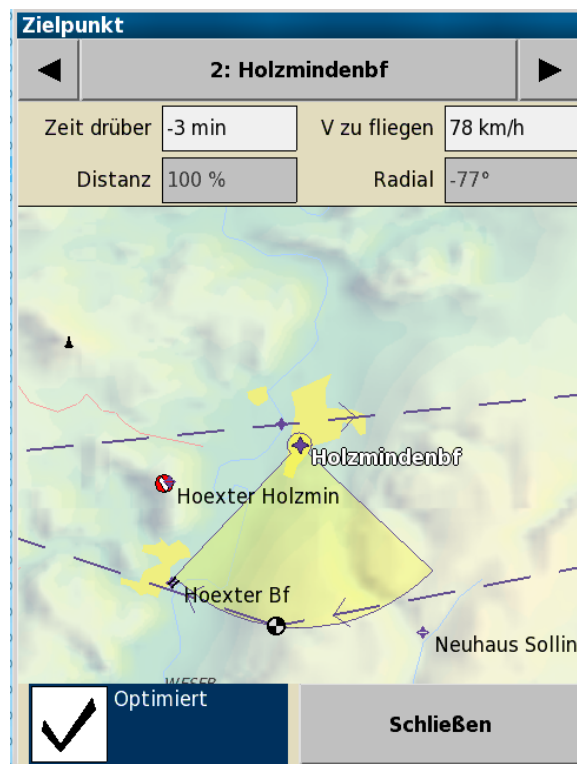 Zielpunkt
2: Holzmindenbf
Zeit drüber -3 min V zu fliegen 78 km/h
Distanz 100 % Radial -77°
Holzmindenbf
Hoexter Holzmin
Hoexter Bf
Neuhaus Sollin
WESER
Optimiert
Schließen